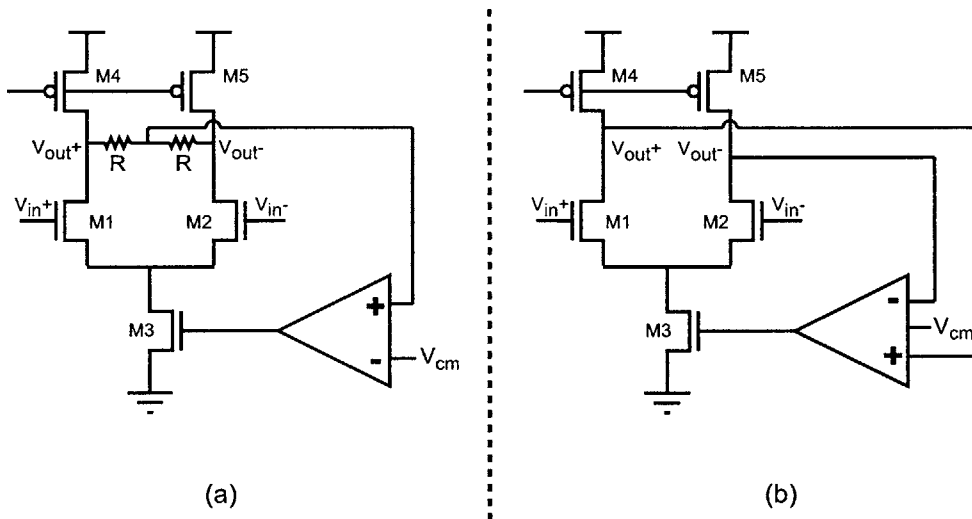 M4
M5
Vout+
R
R
Vout-
Vin+
M1
M2
Vin-
M3
+
-
Vcm
(a)
M4
M5
Vout+
Vout-
Vin+
M1
M2
Vin-
M3
-
Vcm
+
(b)